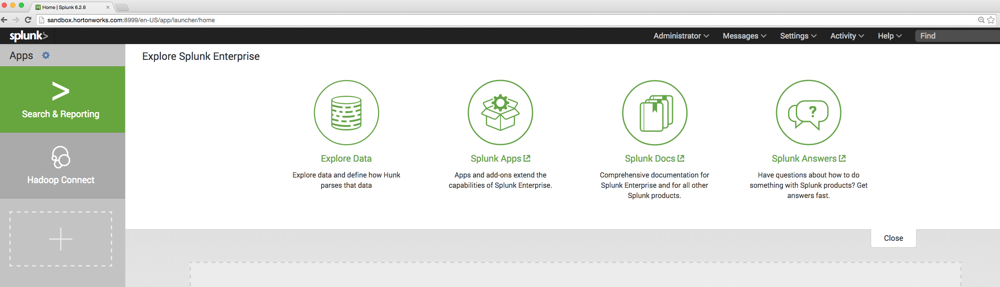 Home | Splunk 6.2.6
sandbox.hortonworks.com:8999/en-US/app/launcher/home
splunk> Administrator Messages Settings Activity Help Find
Apps
Explore Splunk Enterprise
Search & Reporting
Hadoop Connect
Explore Data
Explore data and define how Hunk
parses that data
Splunk Apps
Apps and add-ons extend the
capabilities of Splunk Enterprise.
Splunk Docs
Comprehensive documentation for
Splunk Enterprise and for all other
Splunk products.
?
Splunk Answers
Have questions about how to do
something with Splunk products? Get
answers fast.
Close